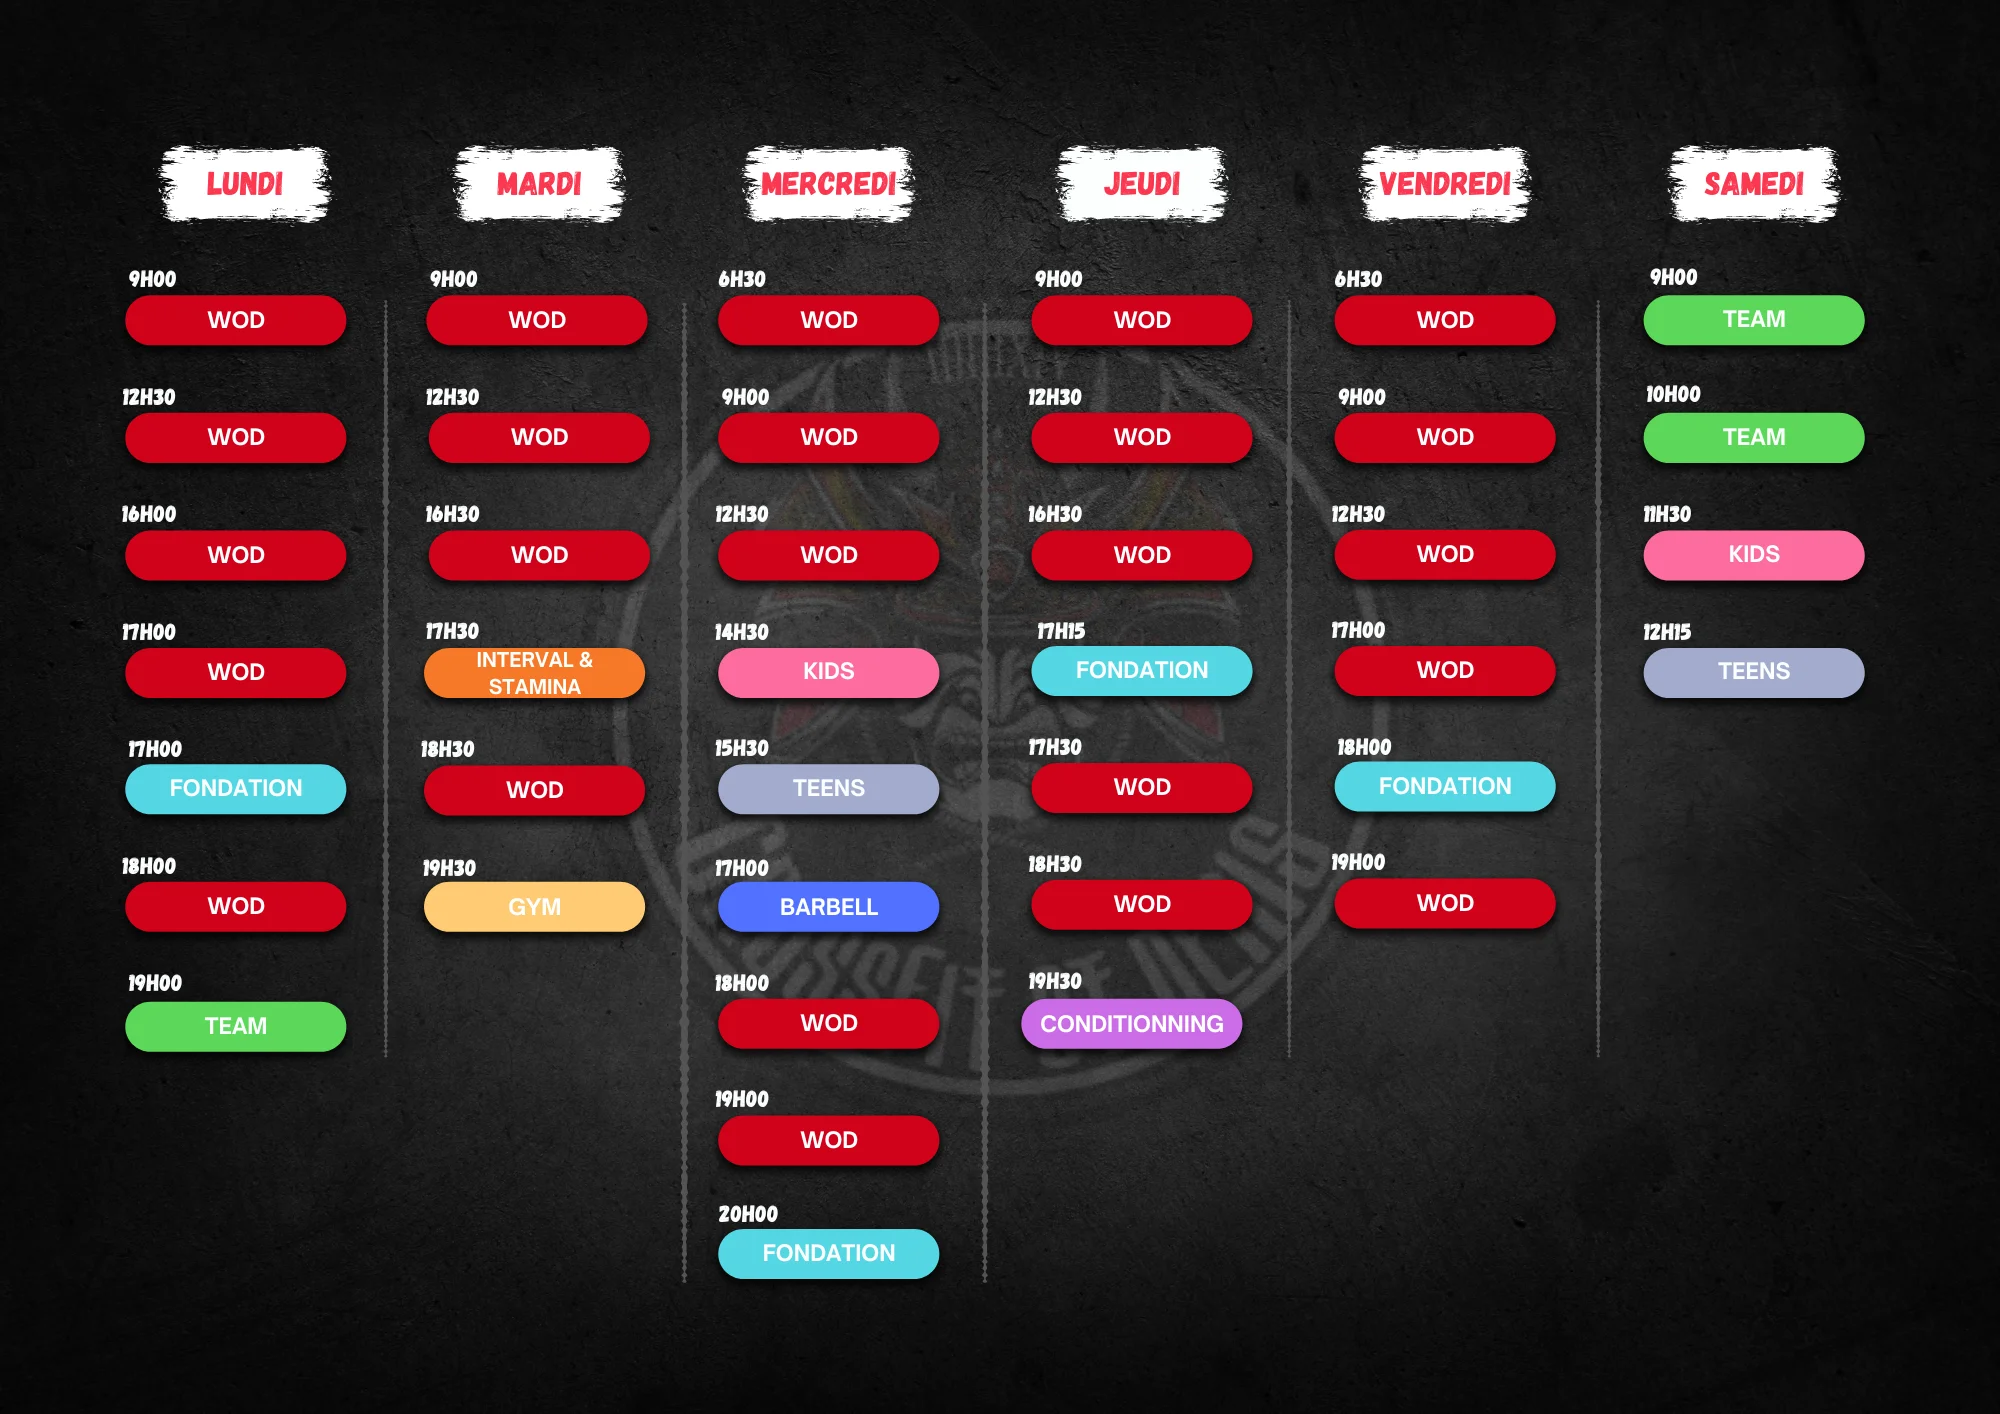 LUNDI
9H00
WOD
12H30
WOD
16H00
WOD
17H00
WOD
17H00
FONDATION
18H00
WOD
19H00
TEAM
MARDI
9H00
WOD
12H30
WOD
16H30
WOD
17H30
INTERVAL &
STAMINA
18H30
WOD
19H30
GYM
MERCREDI
6H30
WOD
9H00
WOD
12H30
WOD
14H30
KIDS
15H30
TEENS
17H00
BARBELL
18H00
WOD
19H00
WOD
20H00
FONDATION
JEUDI
9H00
WOD
12H30
WOD
16H30
WOD
17H15
FONDATION
17H30
WOD
18H30
WOD
19H30
CONDITIONNING
VENDREDI
6H30
WOD
9H00
WOD
12H30
WOD
17H00
WOD
18H00
FONDATION
19H00
WOD
SAMEDI
9H00
TEAM
10H00
TEAM
11H30
KIDS
12H15
TEENS